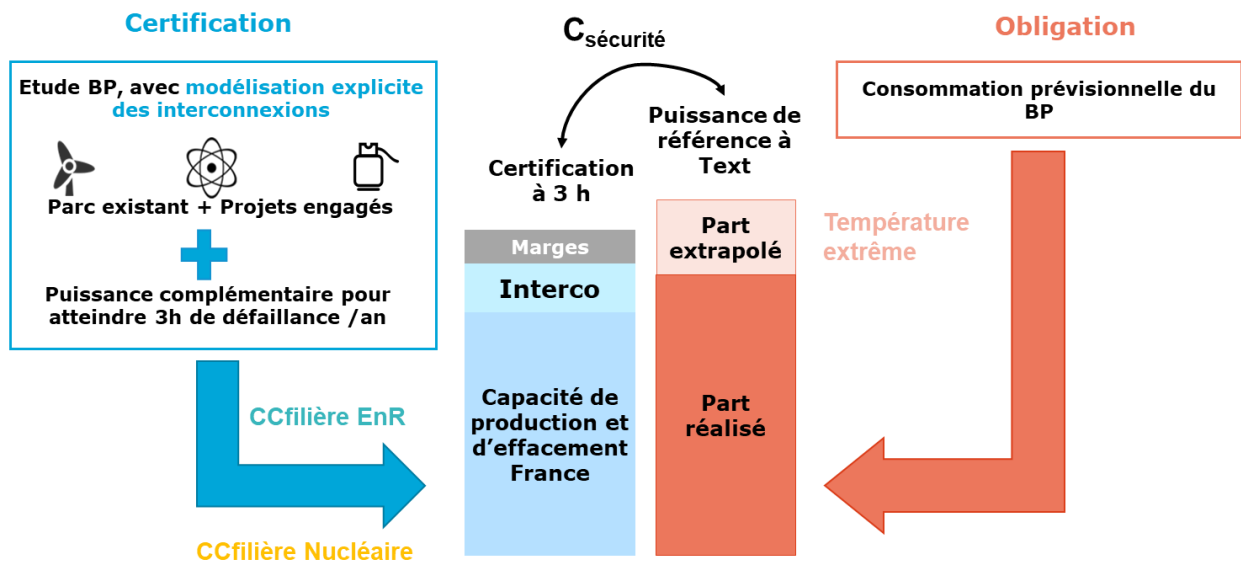 Certification
Etude BP, avec modélisation explicite
des interconnexions
Parc existant + Projets engagés
Puissance complémentaire pour
atteindre 3h de défaillance /an
CCfilière EnR
CCfilière Nucléaire
Csécurité
Certification
à 3 h
Puissance de
référence à
Text
Marges
Interco
Capacité de
production et
d’effacement
France
Part
extrapolé
Part
réalisé
Obligation
Consommation prévisionnelle du
BP
Température
extrême